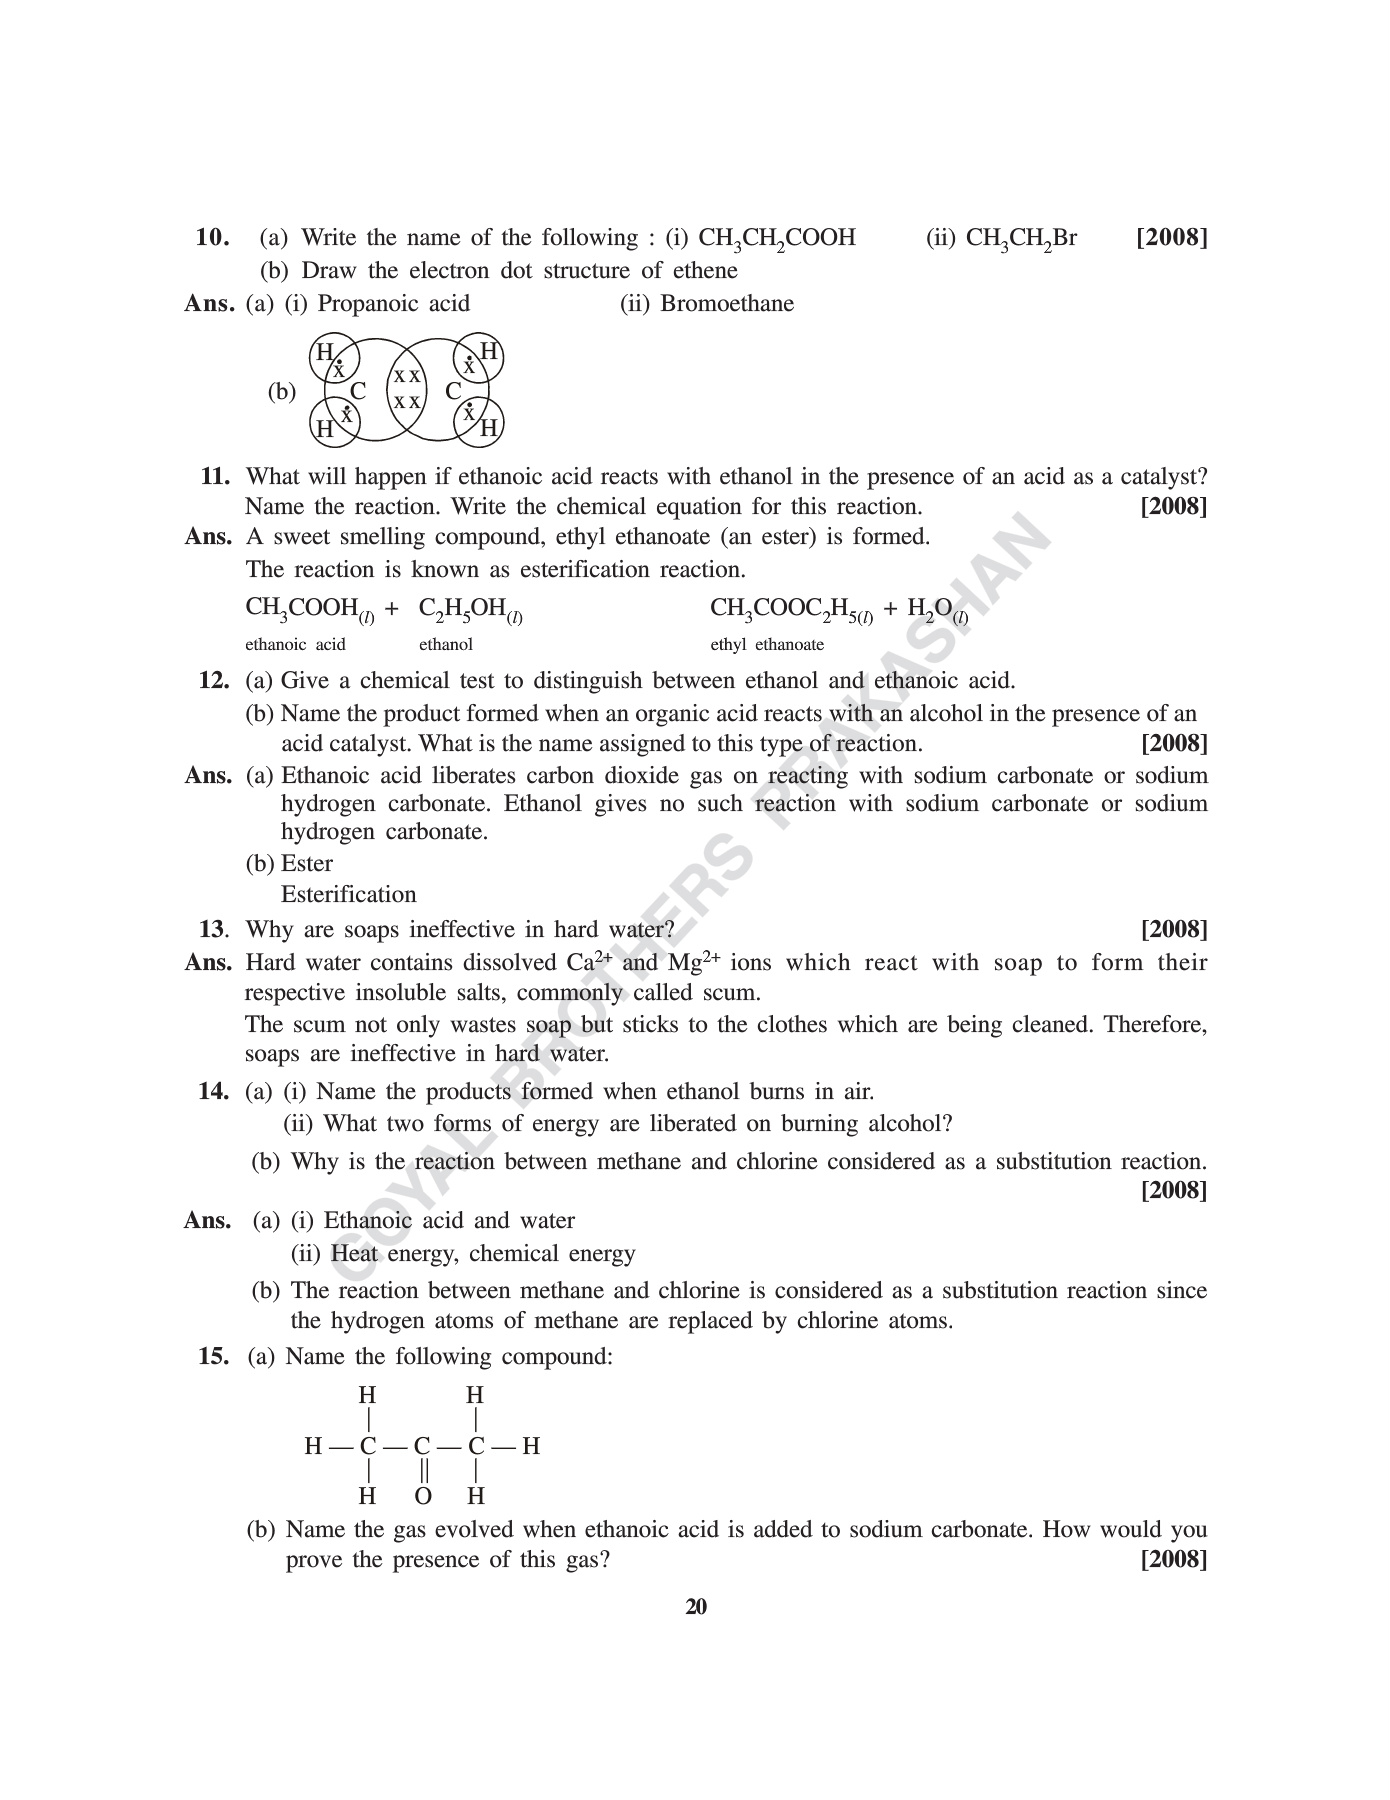 10. (a) Write the name of the following : (i) CH₃CH₂COOH (ii) CH₃CH₂Br [2008]
(b) Draw the electron dot structure of ethene
Ans. (a) (i) Propanoic acid (ii) Bromoethane
(b)
H H
x x
C x x C
x x
x x
H H
11. What will happen if ethanoic acid reacts with ethanol in the presence of an acid as a catalyst?
Name the reaction. Write the chemical equation for this reaction. [2008]
Ans. A sweet smelling compound, ethyl ethanoate (an ester) is formed.
The reaction is known as esterification reaction.
CH₃COOH(l) + C₂H₅OH(l) CH₃COOC₂H₅(l) + H₂O(l)
ethanoic acid ethanol ethyl ethanoate
12. (a) Give a chemical test to distinguish between ethanol and ethanoic acid.
(b) Name the product formed when an organic acid reacts with an alcohol in the presence of an
acid catalyst. What is the name assigned to this type of reaction. [2008]
Ans. (a) Ethanoic acid liberates carbon dioxide gas on reacting with sodium carbonate or sodium
hydrogen carbonate. Ethanol gives no such reaction with sodium carbonate or sodium
hydrogen carbonate.
(b) Ester
Esterification
13. Why are soaps ineffective in hard water? [2008]
Ans. Hard water contains dissolved Ca²⁺ and Mg²⁺ ions which react with soap to form their
respective insoluble salts, commonly called scum.
The scum not only wastes soap but sticks to the clothes which are being cleaned. Therefore,
soaps are ineffective in hard water.
14. (a) (i) Name the products formed when ethanol burns in air.
(ii) What two forms of energy are liberated on burning alcohol?
(b) Why is the reaction between methane and chlorine considered as a substitution reaction.
[2008]
Ans. (a) (i) Ethanoic acid and water
(ii) Heat energy, chemical energy
(b) The reaction between methane and chlorine is considered as a substitution reaction since
the hydrogen atoms of methane are replaced by chlorine atoms.
15. (a) Name the following compound:
H H
H — C — C — C — H
H O H
(b) Name the gas evolved when ethanoic acid is added to sodium carbonate. How would you
prove the presence of this gas? [2008]
20
GOYAL BROTHERS PRAKASHAN